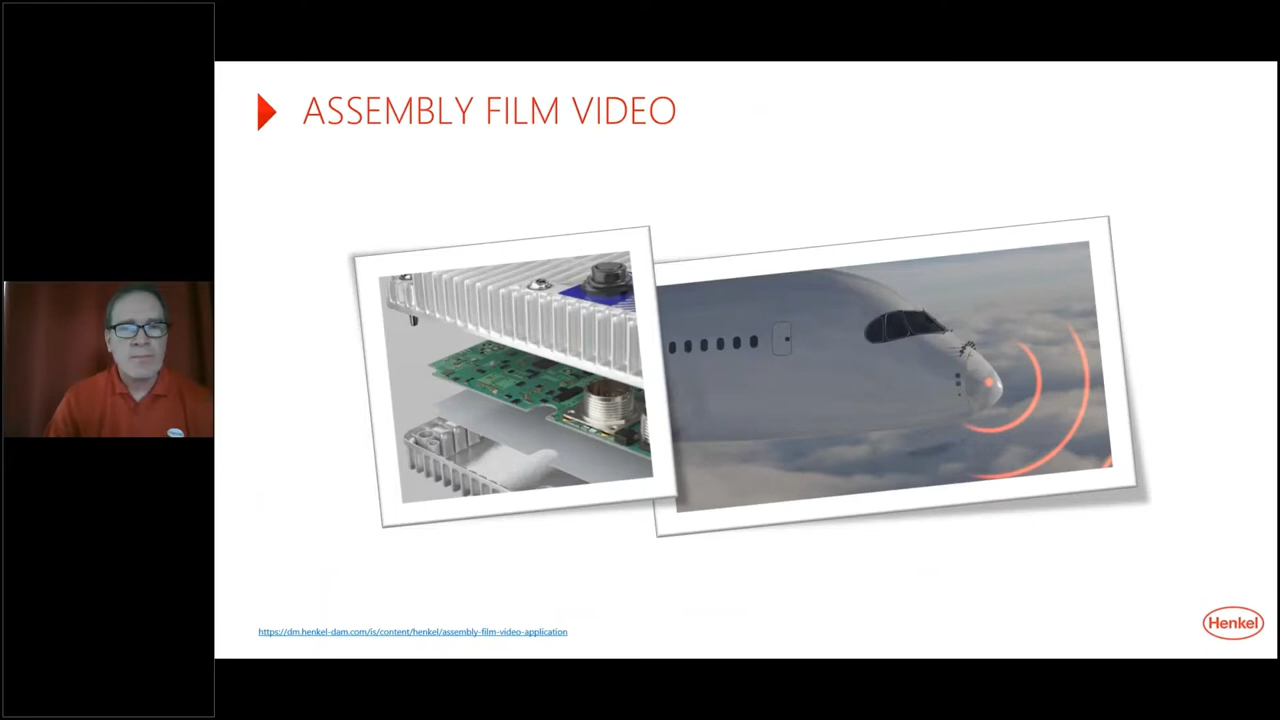 ASSEMBLY FILM VIDEO
https://dm.henkel-dam.com/is/content/henkel/assembly-film-video-application
Henkel